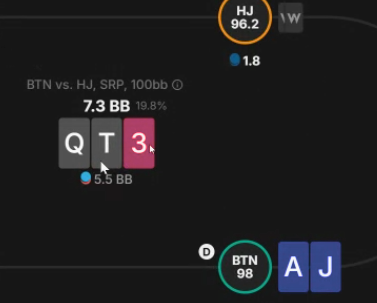 HJ
96.2
W
1.8
BTN vs. HJ, SRP, 100bb
7.3 BB 19.8%
Q T 3
5.5 BB
D
BTN
98
A J